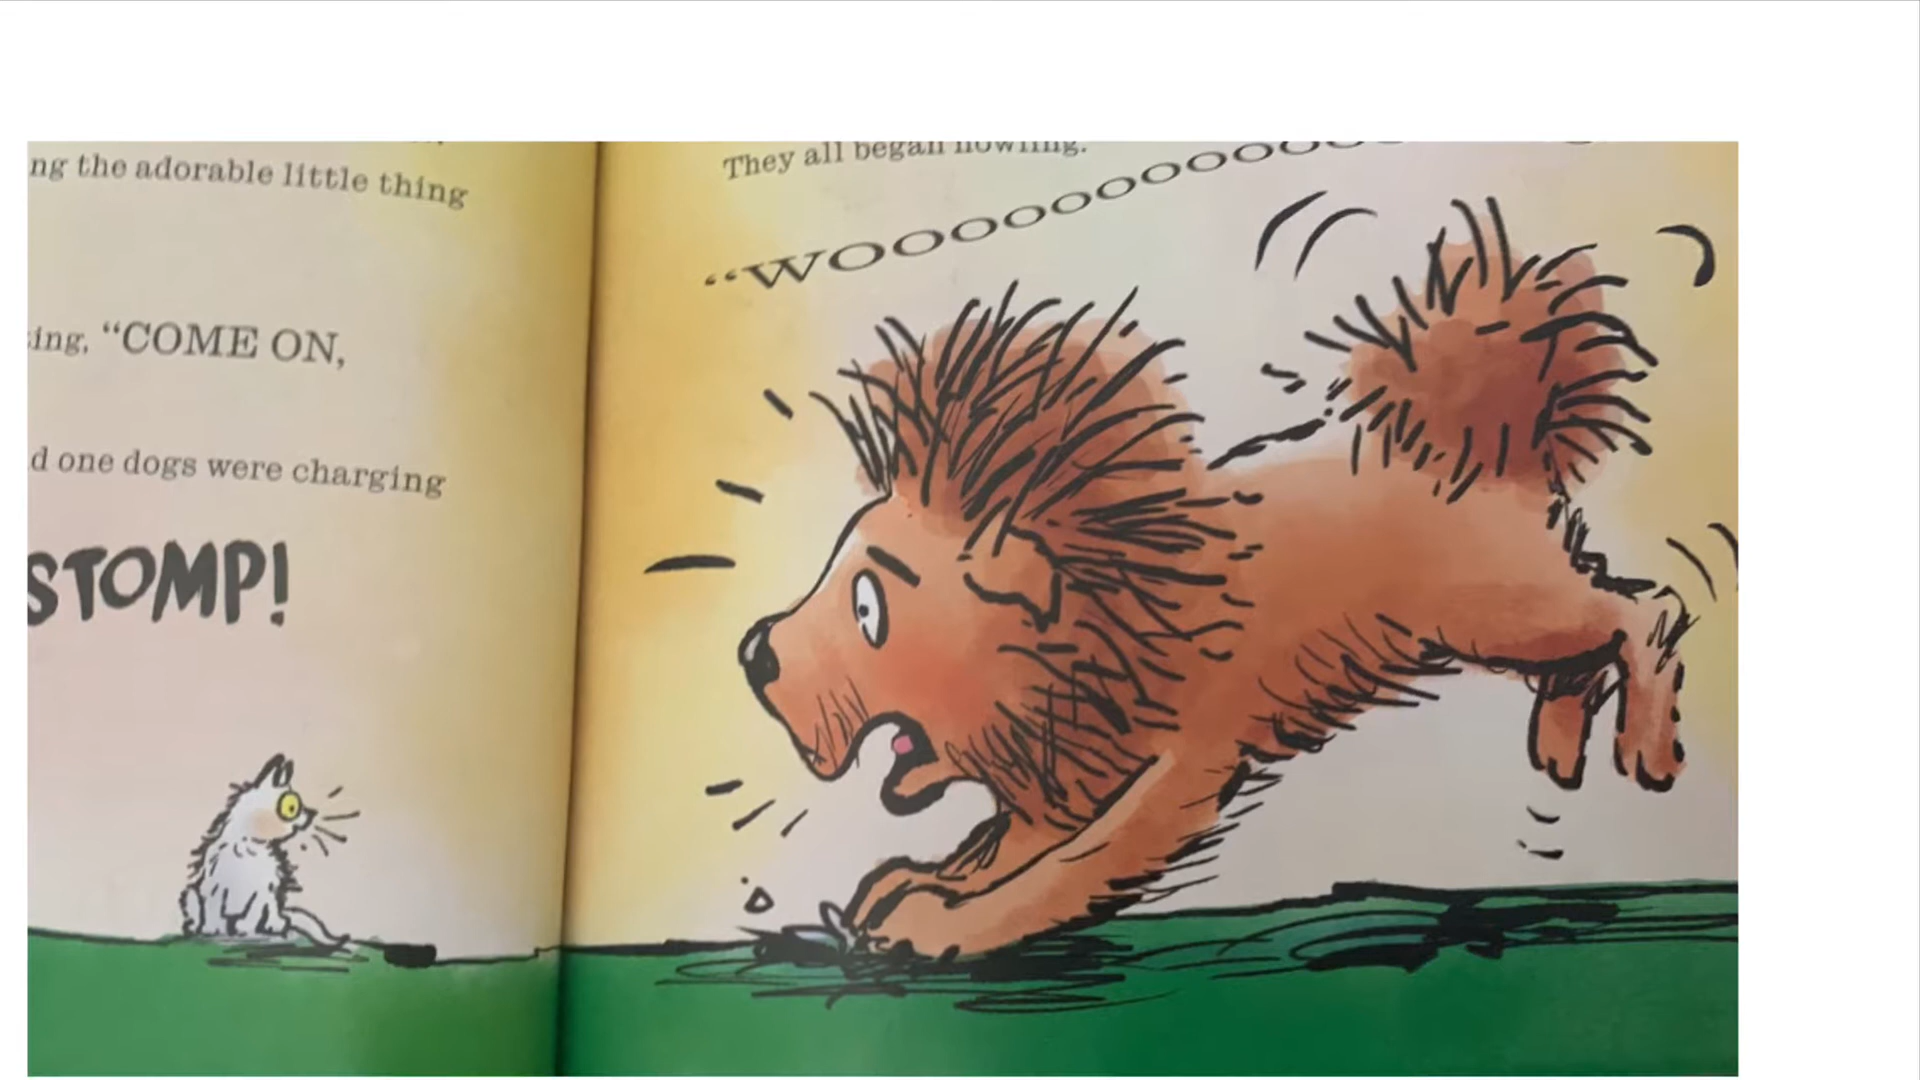 ng the adorable little thing
ing, “COME ON,
d one dogs were charging
STOMP!
They all began howling.
“WOOOOOOOOOOO